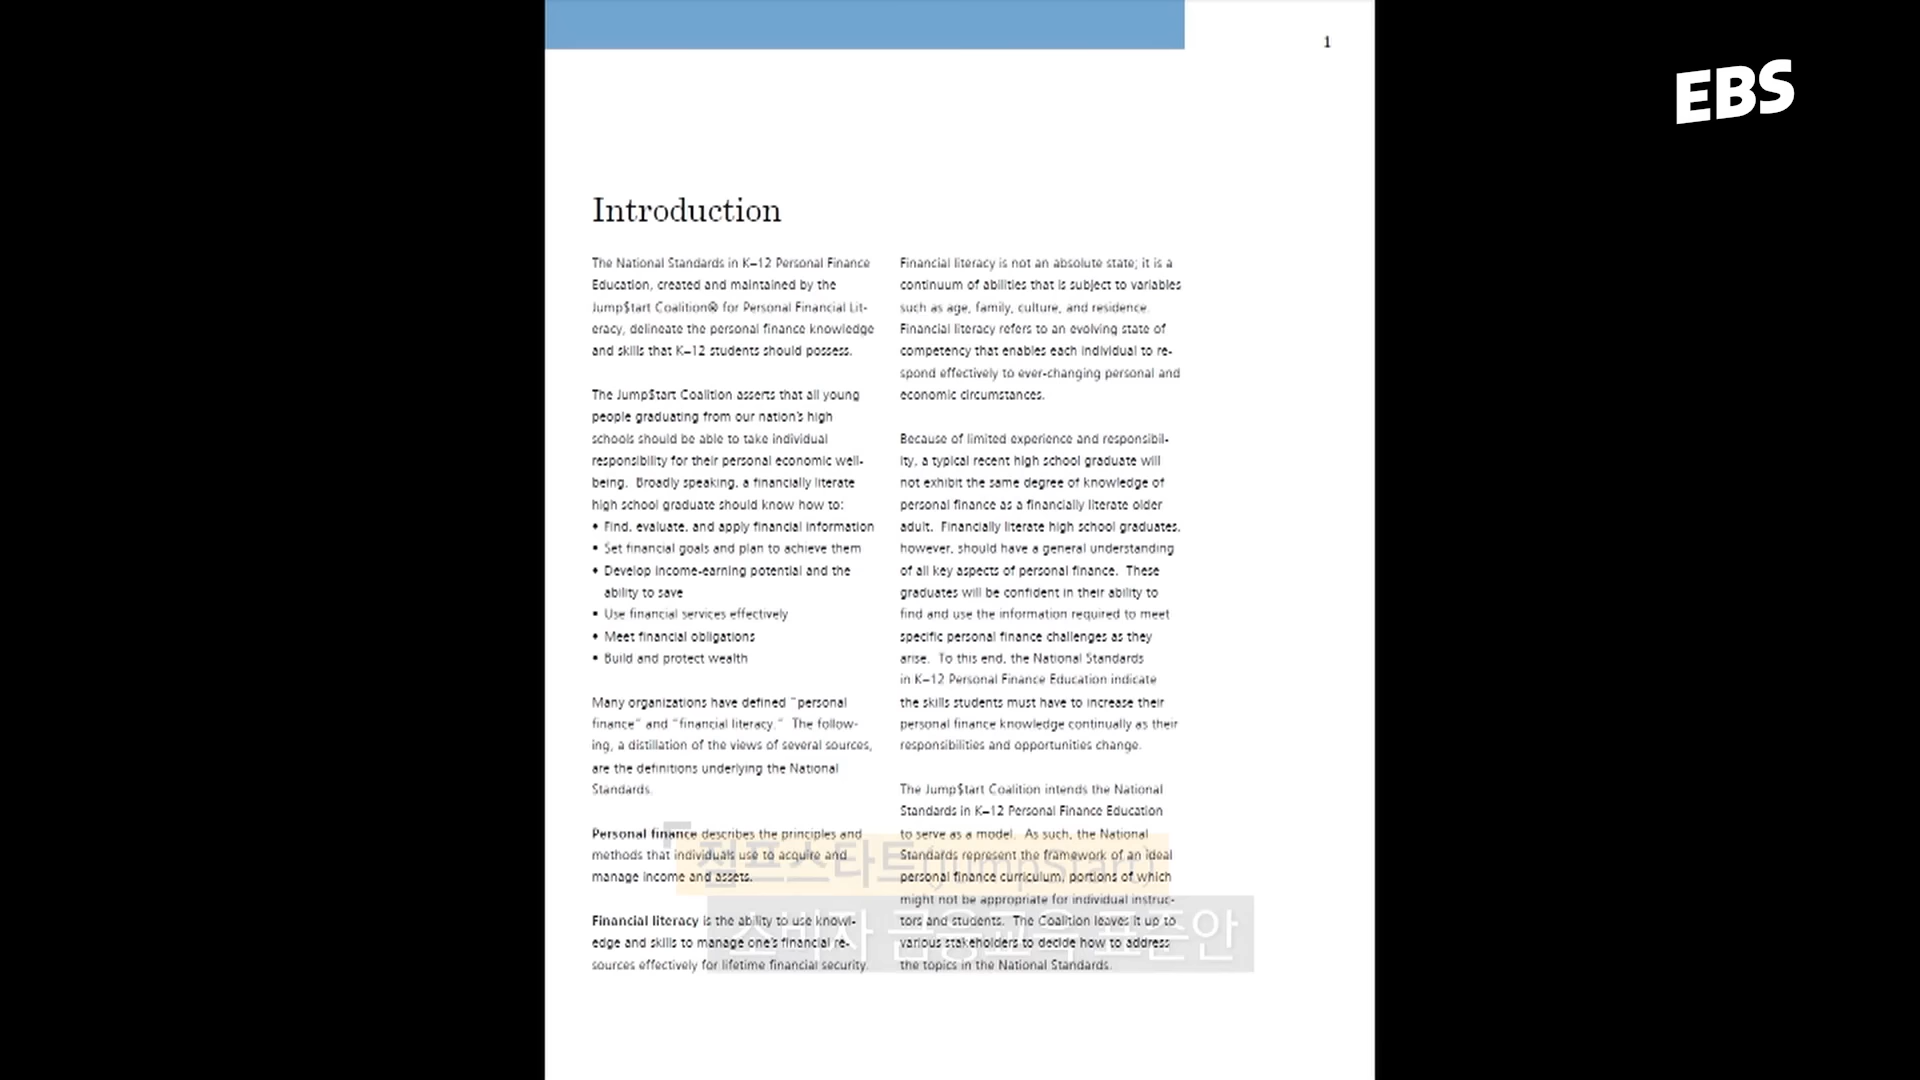 1
EBS
Introduction
The National Standards in K–12 Personal Finance
Education, created and maintained by the
Jump$tart Coalition® for Personal Financial Lit-
eracy, delineate the personal finance knowledge
and skills that K–12 students should possess.
The Jump$tart Coalition asserts that all young
people graduating from our nation's high
schools should be able to take individual
responsibility for their personal economic well-
being. Broadly speaking, a financially literate
high school graduate should know how to:
• Find, evaluate, and apply financial information
• Set financial goals and plan to achieve them
• Develop income-earning potential and the
ability to save
• Use financial services effectively
• Meet financial obligations
• Build and protect wealth
Many organizations have defined "personal
finance" and "financial literacy." The follow-
ing, a distillation of the views of several sources,
are the definitions underlying the National
Standards.
Personal finance describes the principles and
methods that individuals use to acquire and
manage income and assets.
Financial literacy is the ability to use knowl-
edge and skills to manage one's financial re-
sources effectively for lifetime financial security.
Financial literacy is not an absolute state; it is a
continuum of abilities that is subject to variables
such as age, family, culture, and residence.
Financial literacy refers to an evolving state of
competency that enables each individual to re-
spond effectively to ever-changing personal and
economic circumstances.
Because of limited experience and responsibil-
ity, a typical recent high school graduate will
not exhibit the same degree of knowledge of
personal finance as a financially literate older
adult. Financially literate high school graduates,
however, should have a general understanding
of all key aspects of personal finance. These
graduates will be confident in their ability to
find and use the information required to meet
specific personal finance challenges as they
arise. To this end, the National Standards
in K–12 Personal Finance Education indicate
the skills students must have to increase their
personal finance knowledge continually as their
responsibilities and opportunities change.
The Jump$tart Coalition intends the National
Standards in K–12 Personal Finance Education
to serve as a model. As such, the National
Standards represent the framework of an ideal
personal finance curriculum, portions of which
might not be appropriate for individual instruc-
tors and students. The Coalition leaves it up to
various stakeholders to decide how to address
the topics in the National Standards.
점프스타트(JumpStart)
소비자 금융교육 표준안